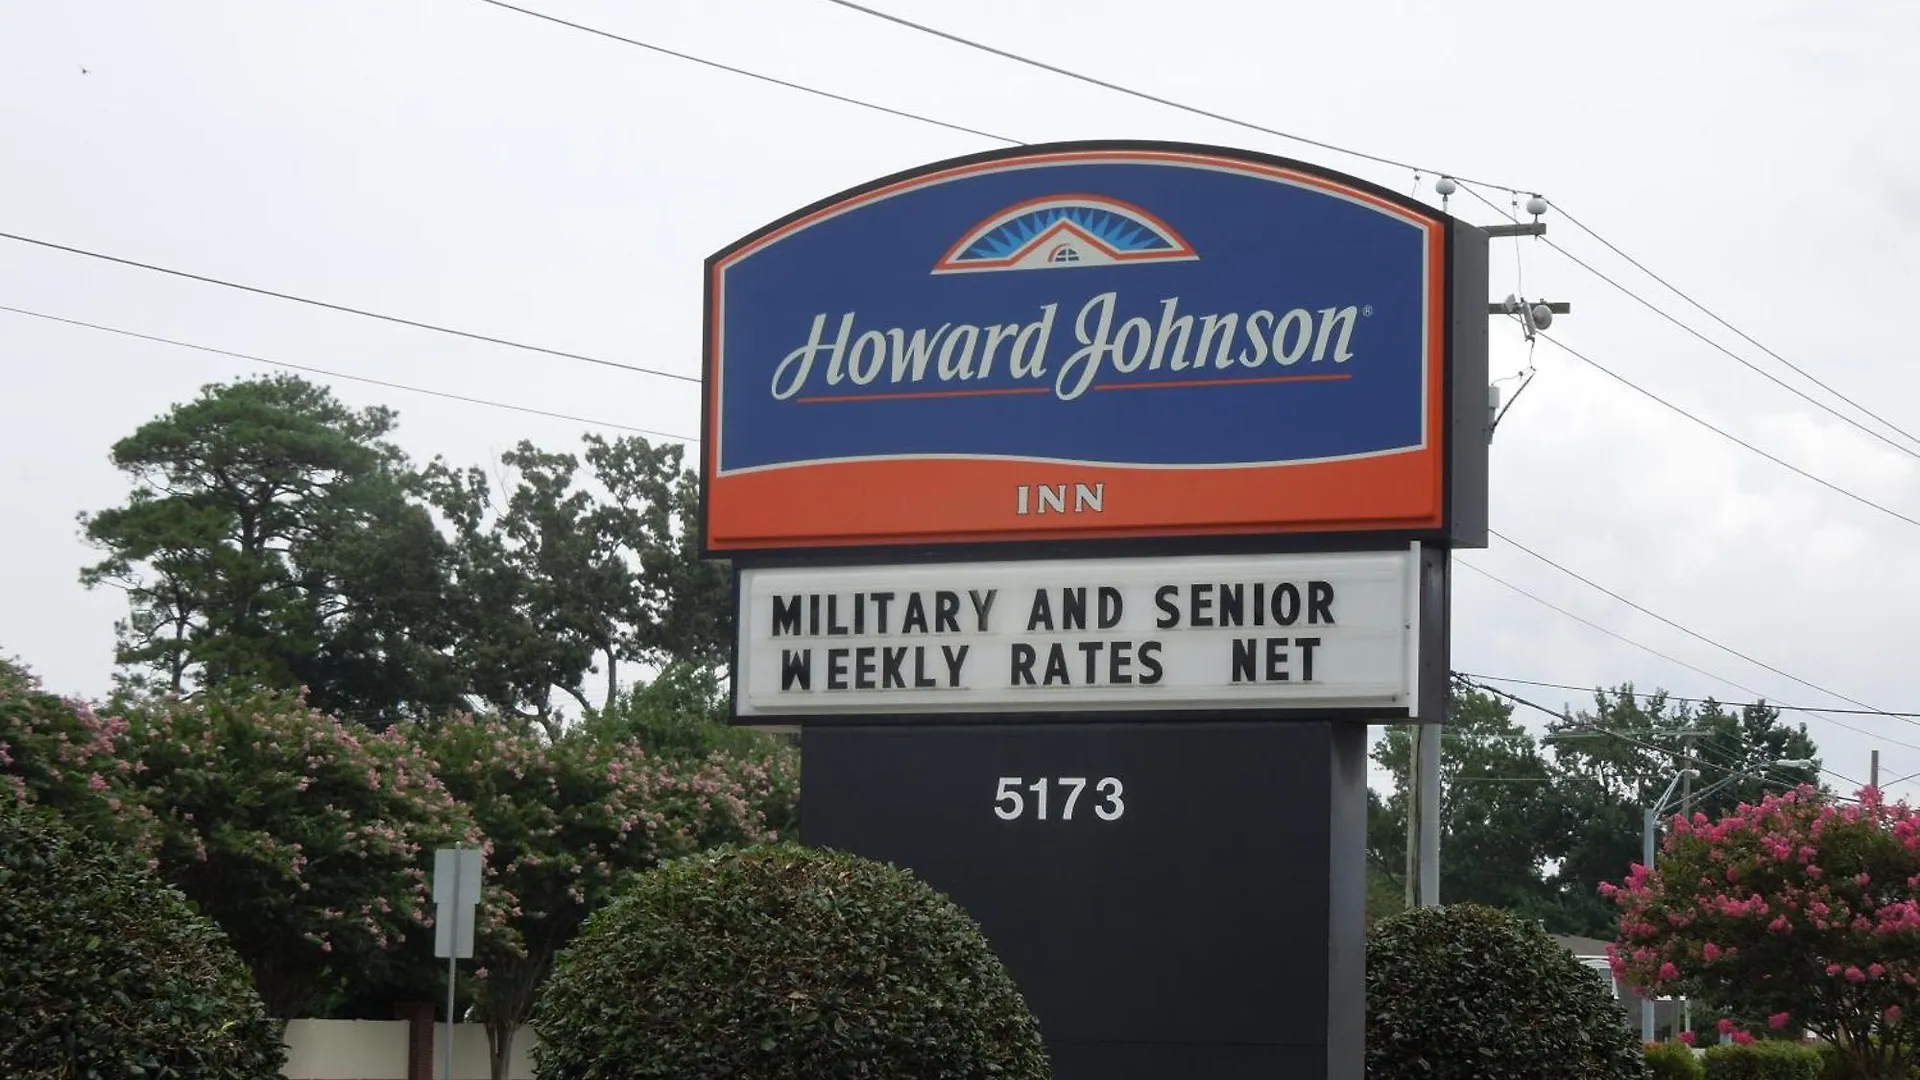 Howard Johnson®
INN
MILITARY AND SENIOR
WEEKLY RATES NET
5173